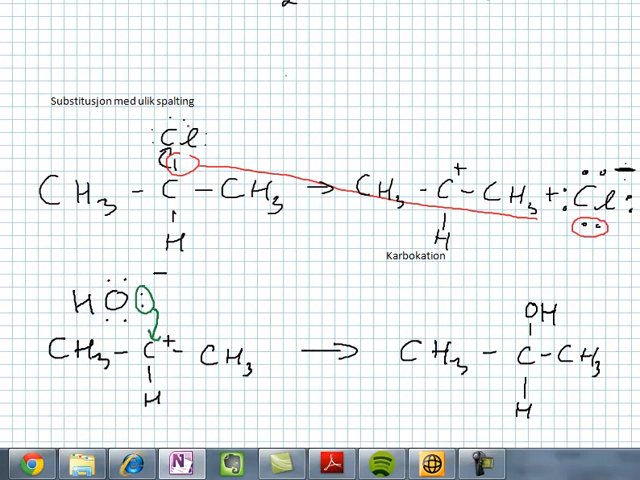 Substitusjon med ulik spalting
Cl
CH3 - C - CH3 → CH3 - C+ - CH3 + Cl−
H H
Karbokation
HO−
CH3 - C+ - CH3 → CH3 - C - CH3
OH
H H